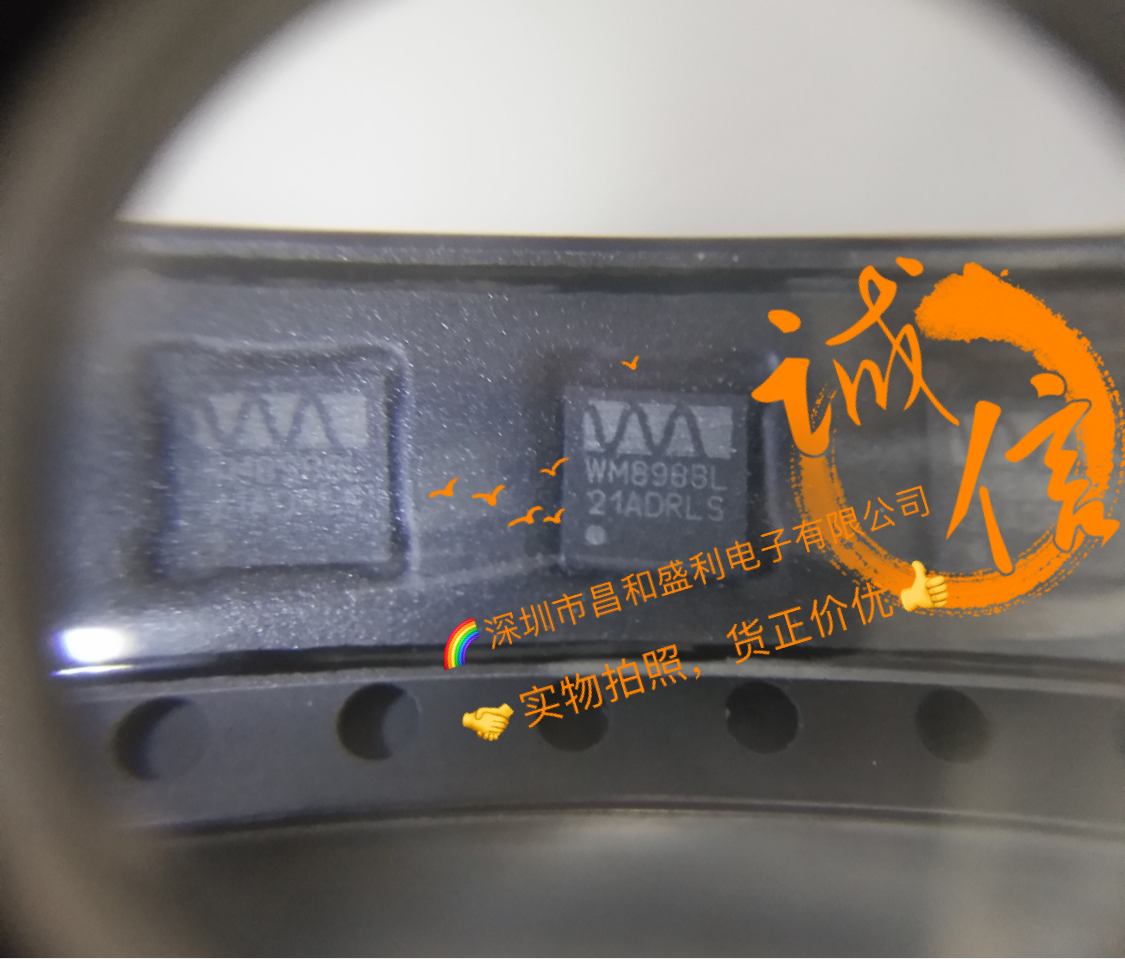 WM8988L
21ADRLS
诚信
深圳市昌和盛利电子有限公司
实物拍照，货正价优